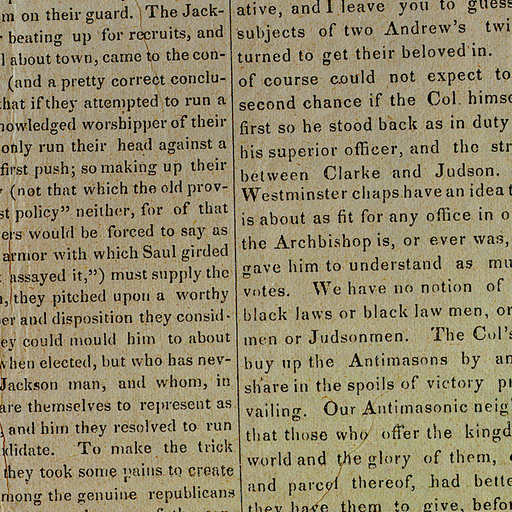 m on their guard. The Jack-
beating up for recruits, and
about town, came to the con-
(and a pretty correct conclu-
hat if they attempted to run a
nowledged worshipper of their
only run their head against a
first push; so making up their
(not that which the old prov-
st policy” neither, for of that
ers would be forced to say as
armor with which Saul girded
assayed it,”) must supply the
they pitched upon a worthy
er and disposition they consid-
ey could mould him to about
when elected, but who has nev-
Jackson man, and whom, in
are themselves to represent as
and him they resolved to run
didate. To make the trick
they took some pains to create
mong the genuine republicans
ative, and I leave you to guess
subjects of two Andrew's twi
turned to get their beloved in.
of course could not expect to
second chance if the Col. himse
first so he stood back as in duty
his superior officer, and the str
between Clarke and Judson.
Westminster chaps have an idea t
is about as fit for any office in o
the Archbishop is, or ever was,
gave him to understand as mu
votes. We have no notion of
black laws or black law men, or
men or Judsonmen. The Col's
buy up the Antimasons by an
share in the spoils of victory pr
vailing. Our Antimasonic neig
that those who offer the kingd
world and the glory of them,
and parcel thereof, had bette
they have them to give, befor